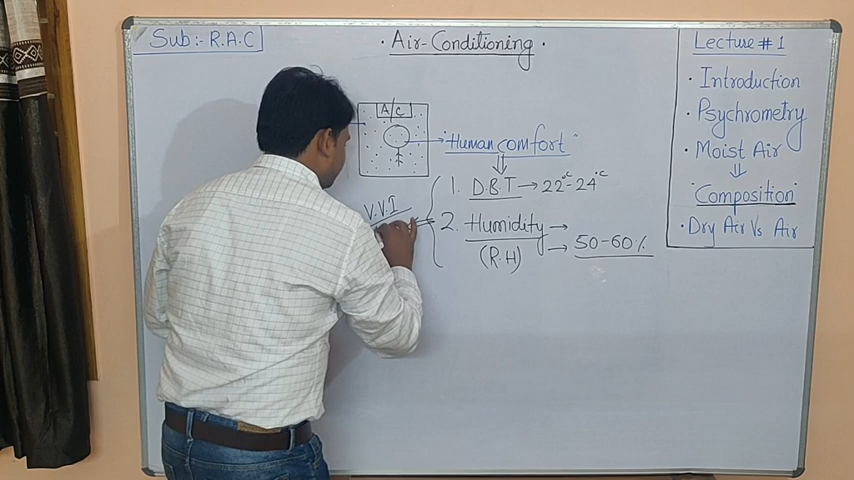 Sub:- R.A.C
· Air-Conditioning ·
A/C
"Human comfort"
1. D.B.T → 22°C-24°C
V.V.I
2. Humidity →
(R.H) → 50-60%
Lecture # 1
· Introduction
· Psychrometry
· Moist Air
"Composition"
· Dry Air Vs Air